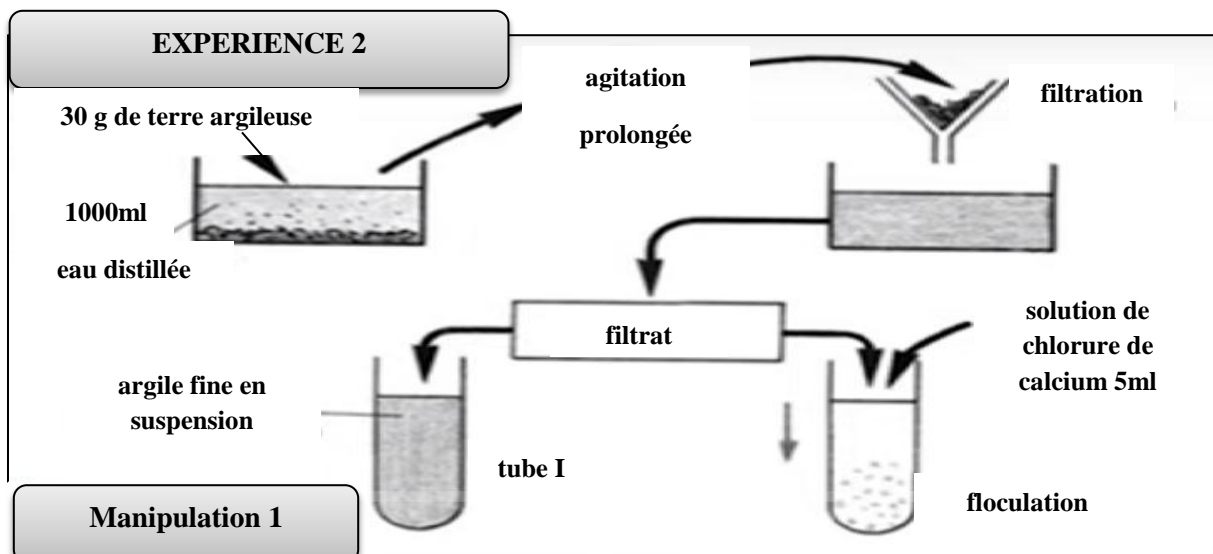 EXPERIENCE 2
30 g de terre argileuse
agitation
prolongée
filtration
1000ml
eau distillée
filtrat
solution de
chlorure de
calcium 5ml
argile fine en
suspension
tube I
floculation
Manipulation 1